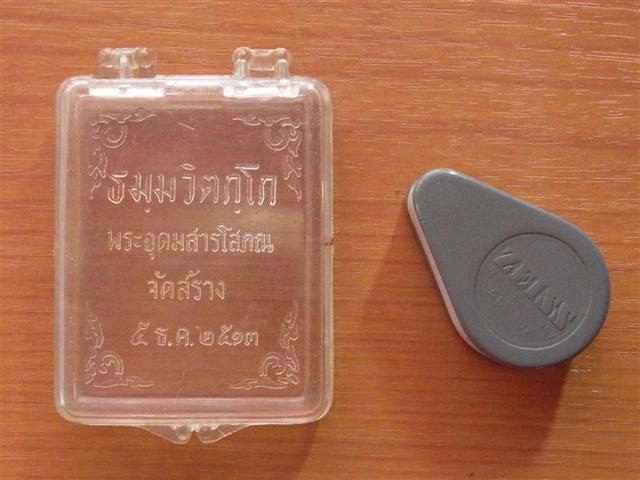 ธมฺมวิตกฺโก
พระอุดมสารโสภณ
จัดสร้าง
๕ ธ.ค. ๒๕๑๓